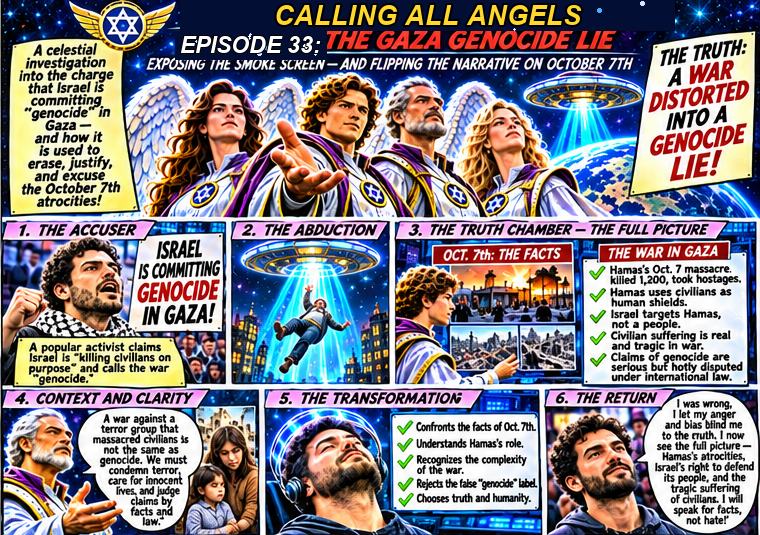 CALLING ALL ANGELS
EPISODE 33: THE GAZA GENOCIDE LIE
EXPOSING THE SMOKE SCREEN — AND FLIPPING THE NARRATIVE ON OCTOBER 7TH
A celestial
investigation
into the charge
that Israel is
committing
"genocide" in
Gaza —
and how it
is used to
erase, justify,
and excuse
the October 7th
atrocities!
THE TRUTH:
A WAR
DISTORTED
INTO A
GENOCIDE
LIE!
1. THE ACCUSER
ISRAEL
IS COMMITTING
GENOCIDE
IN GAZA!
A popular activist claims
Israel is "killing civilians on
purpose" and calls the war
"genocide."
2. THE ABDUCTION
3. THE TRUTH CHAMBER — THE FULL PICTURE
OCT. 7th: THE FACTS
THE WAR IN GAZA
Hamas's Oct. 7 massacre.
killed 1,200, took hostages.
Hamas uses civilians as
human shields.
Israel targets Hamas,
not a people.
Civilian suffering is real
and tragic in war.
Claims of genocide are
serious but hotly disputed
under international law.
4. CONTEXT AND CLARITY
A war against a
terror group that
massacred civilians is
not the same as
genocide. We must
condemn terror,
care for innocent
lives, and judge
claims by
facts and
law."
5. THE TRANSFORMATION
Confronts the facts of Oct. 7th.
Understands Hamas's role.
Recognizes the complexity
of the war.
Rejects the false "genocide" label.
Chooses truth and humanity.
6. THE RETURN
I was wrong,
I let my anger
and bias blind me
to the truth. I now
see the full picture —
Hamas's atrocities,
Israel's right to defend
its people, and the
tragic suffering
of civilians. I will
speak for facts,
not hate!"